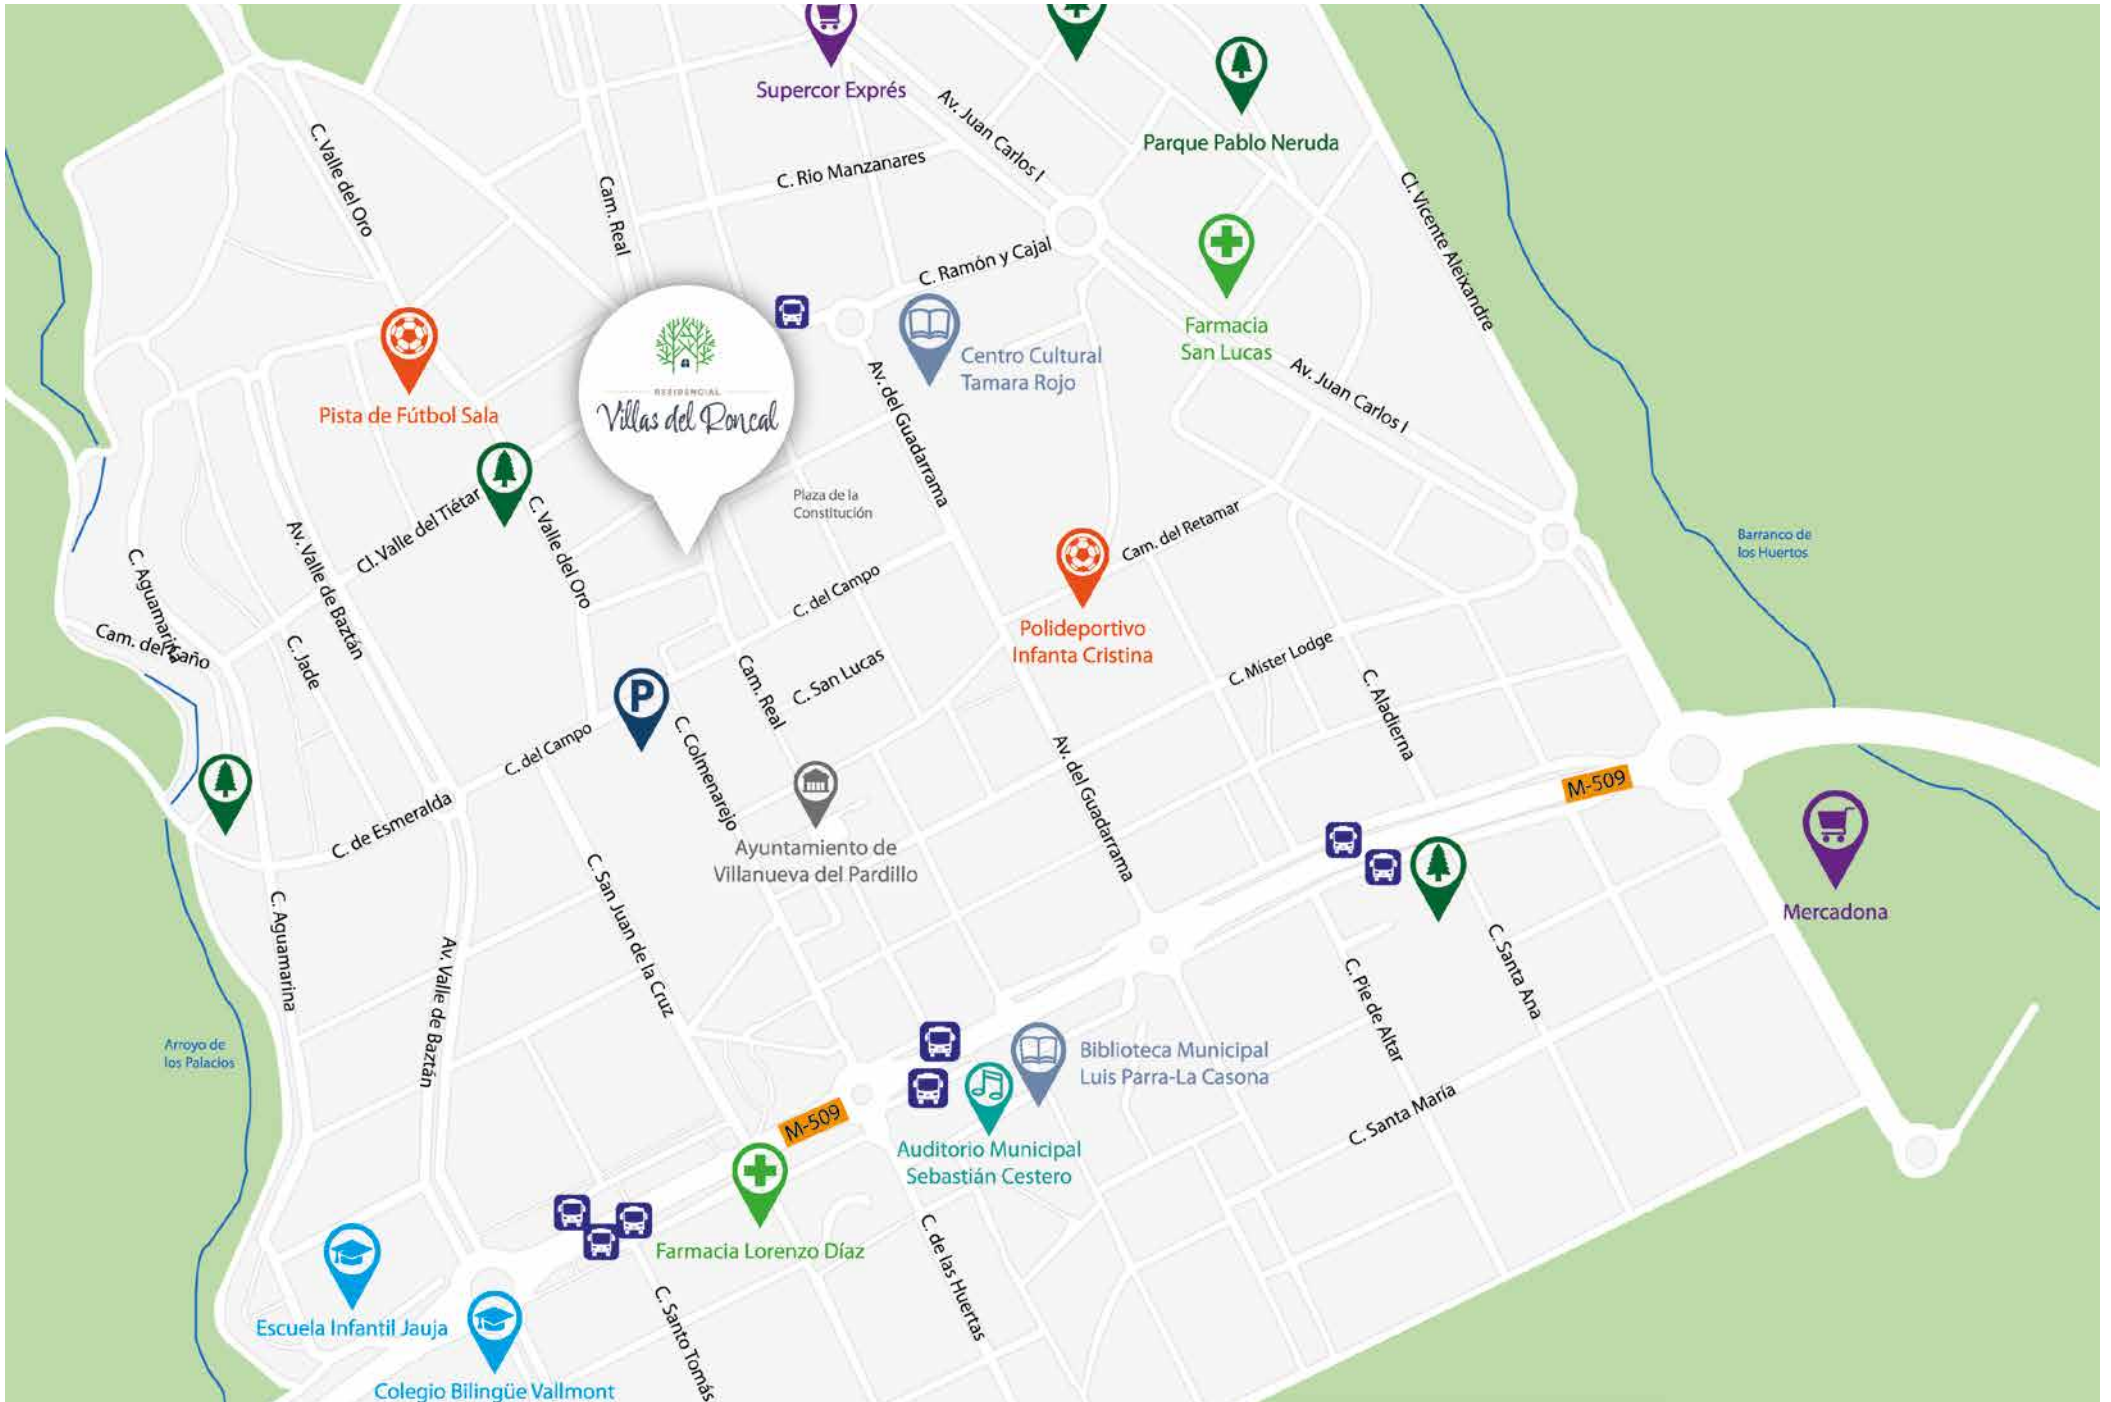 Supercor Exprés
Av. Juan Carlos I
Parque Pablo Neruda
C. Valle del Oro
C. Rio Manzanares
Cam. Real
Cl. Vicente Aleixandre
C. Ramón y Cajal
Farmacia
San Lucas
Centro Cultural
Tamara Rojo
Av. Juan Carlos I
Av. del Guadarrama
RESIDENCIAL
Villas del Roncal
Pista de Fútbol Sala
Plaza de la
Constitución
Cl. Valle del Tiétar
C. Valle del Oro
Av. Valle de Baztán
Cam. del Retamar
Barranco de
los Huertos
C. Aguamarina
C. del Campo
Polideportivo
Infanta Cristina
Cam. del Caño
C. Jade
C. Mister Lodge
Cam. Real
C. San Lucas
C. Aladierna
P
C. del Campo
C. Colmenarejo
Av. del Guadarrama
M-509
C. de Esmeralda
Ayuntamiento de
Villanueva del Pardillo
Mercadona
C. San Juan de la Cruz
C. Aguamarina
Av. Valle de Baztán
C. Pie de Altar
C. Santa Ana
Arroyo de
los Palacios
Biblioteca Municipal
Luis Parra-La Casona
M-509
C. Santa María
Auditorio Municipal
Sebastián Cestero
Farmacia Lorenzo Díaz
C. de las Huertas
Escuela Infantil Jauja
C. Santo Tomás
Colegio Bilingüe Vallmont